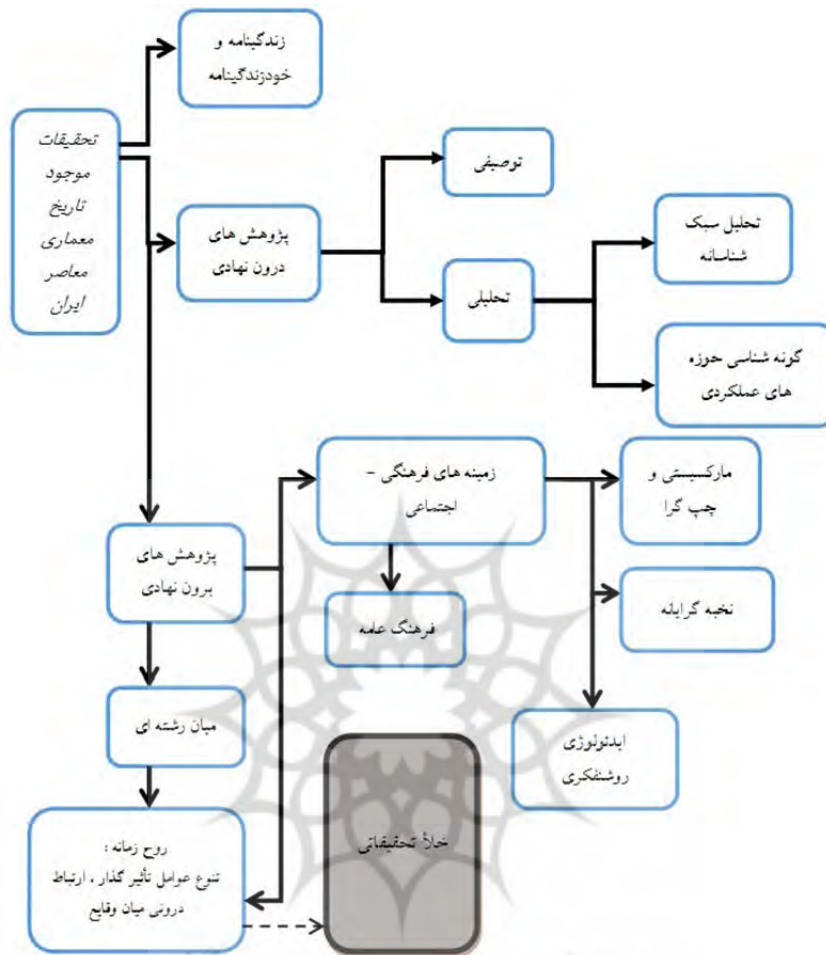 زندگینامه و
خودزندگینامه
تحقیقات
موجود
تاریخ
معماری
معاصر
ایران
توصیفی
پژوهش های
درون نهادی
تحلیل سبک
شناسانه
تحلیلی
گونه شناسی حوزه
های عملکردی
زمینه های فرهنگی –
اجتماعی
مارکسیستی و
چپ گرا
پژوهش های
برون نهادی
فرهنگ عامه
نخبه گرایانه
میان رشته ای
ایدئولوژی
روشنفکری
روح زمانه :
تنوع عوامل تأثیر گذار ، ارتباط
درونی میان وقایع
خلأ تحقیقاتی